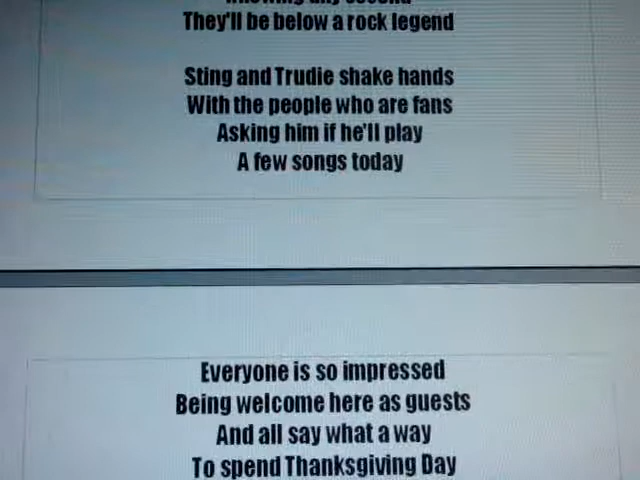 They'll be below a rock legend
Sting and Trudie shake hands
With the people who are fans
Asking him if he'll play
A few songs today
Everyone is so impressed
Being welcome here as guests
And all say what a way
To spend Thanksgiving Day